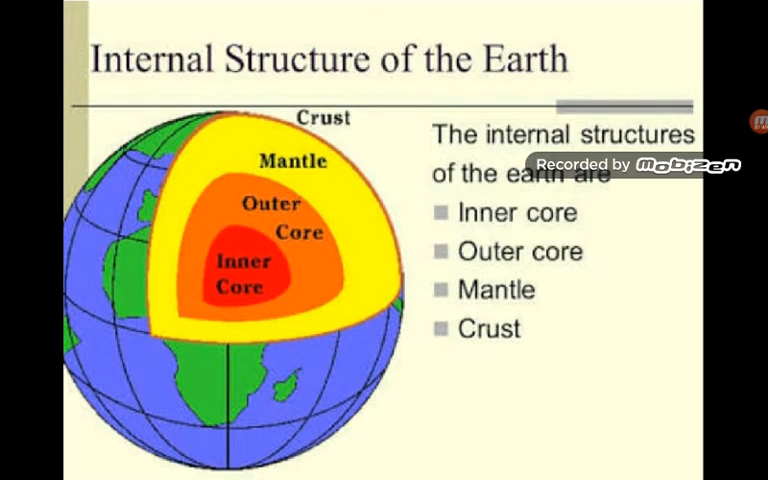 Internal Structure of the Earth
Crust
Mantle
Outer
Core
Inner
Core
The internal structures
of the earth are
Recorded by Mobizen
Inner core
Outer core
Mantle
Crust